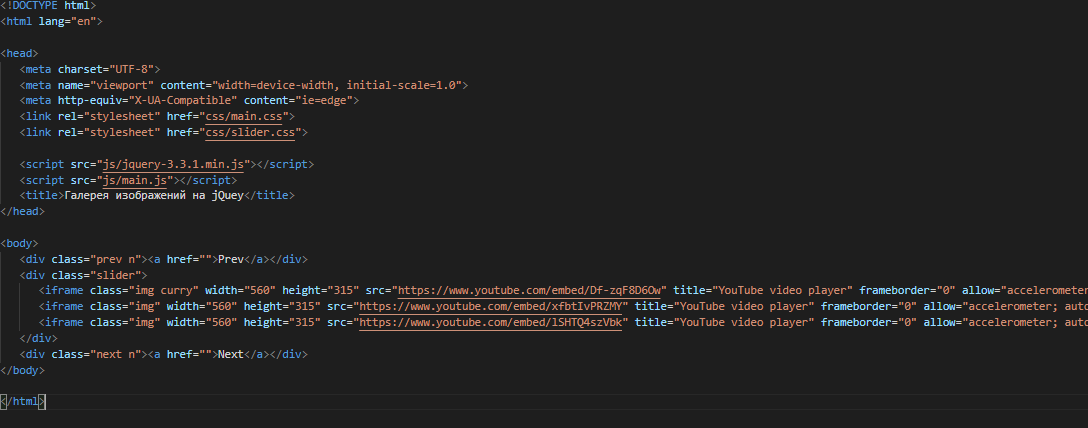 <!DOCTYPE html>
<html lang="en">
<head>
<meta charset="UTF-8">
<meta name="viewport" content="width=device-width, initial-scale=1.0">
<meta http-equiv="X-UA-Compatible" content="ie=edge">
<link rel="stylesheet" href="css/main.css">
<link rel="stylesheet" href="css/slider.css">
<script src="js/jquery-3.3.1.min.js"></script>
<script src="js/main.js"></script>
<title>Галерея изображений на jQuey</title>
</head>
<body>
<div class="prev n"><a href="">Prev</a></div>
<div class="slider">
<iframe class="img curry" width="560" height="315" src="https://www.youtube.com/embed/Df-zqF8D6Ow" title="YouTube video player" frameborder="0" allow="accelerometer
<iframe class="img" width="560" height="315" src="https://www.youtube.com/embed/xfbtIvPRZMY" title="YouTube video player" frameborder="0" allow="accelerometer; auto
<iframe class="img" width="560" height="315" src="https://www.youtube.com/embed/lSHTQ4szVbk" title="YouTube video player" frameborder="0" allow="accelerometer; auto
</div>
<div class="next n"><a href="">Next</a></div>
</body>
</html>